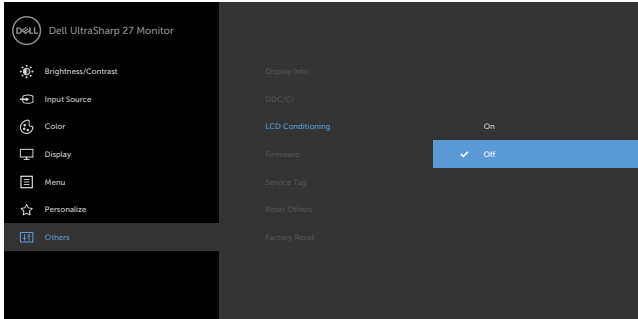 DELL Dell UltraSharp 27 Monitor
Brightness/Contrast
Input Source
Color
Display
Menu
Personalize
Others
Display Info
DDC/CI
LCD Conditioning
Firmware
Service Tag
Reset Others
Factory Reset
On
Off